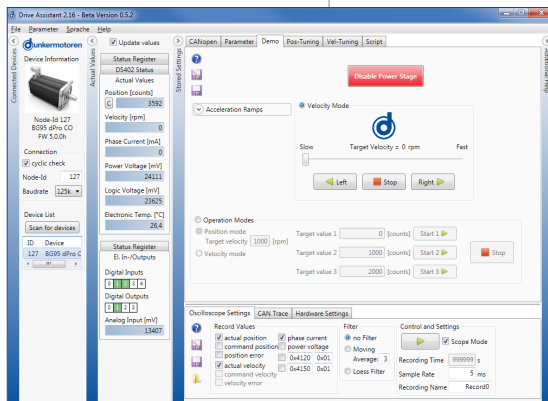 Drive Assistant 2.16 - Beta Version 0.5.2
File Parameter Sprache Help
Connected Devices
dunkermotoren
Device Information
Node-Id 127
BG95 dPro CO
FW 5.0.0h
Connection
cyclic check
Node-Id 127
Baudrate 125k
Device List
Scan for devices
ID Device
127 BG95 dPro C
Actual Values
Update values
Status Register
DS402 Status
Actual Values
Position [counts]
C 3592
Velocity [rpm]
0
Phase Current [mA]
0
Power Voltage [mV]
24111
Logic Voltage [mV]
23625
Electronic Temp. [°C]
26,4
Status Register
El. In-/Outputs
Digital Inputs
0 1 2 3 4
Digital Outputs
0 1 2 3
Analog Input [mV]
13407
Stored Settings
CANopen Parameter Demo Pos-Tuning Vel-Tuning Script
Disable Power Stage
Acceleration Ramps
Velocity Mode
Slow Target Velocity = 0 rpm Fast
Left Stop Right
Operation Modes
Position mode
Target velocity 1000 [rpm]
Velocity mode
Target value 1 0 [counts] Start 1
Target value 2 1000 [counts] Start 2
Target value 3 2000 [counts] Start 3
Stop
Oscilloscope Settings CAN Trace Hardware Settings
Record Values
actual position phase current
command position power voltage
position error 0x4120 0x01
actual velocity 0x4150 0x01
command velocity
velocity error
Filter
no Filter
Moving
Average: 3
Loess Filter
Control and Settings
Scope Mode
Recording Time 999999 s
Sample Rate 5 ms
Recording Name Record0
Additional Help